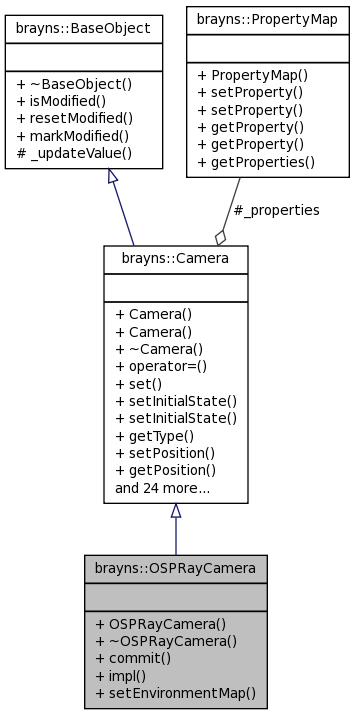 brayns::BaseObject
+ ~BaseObject()
+ isModified()
+ resetModified()
+ markModified()
# _updateValue()
brayns::PropertyMap
+ PropertyMap()
+ setProperty()
+ setProperty()
+ getProperty()
+ getProperty()
+ getProperties()
#_properties
brayns::Camera
+ Camera()
+ Camera()
+ ~Camera()
+ operator=()
+ set()
+ setInitialState()
+ setInitialState()
+ getType()
+ setPosition()
+ getPosition()
and 24 more...
brayns::OSPRayCamera
+ OSPRayCamera()
+ ~OSPRayCamera()
+ commit()
+ impl()
+ setEnvironmentMap()